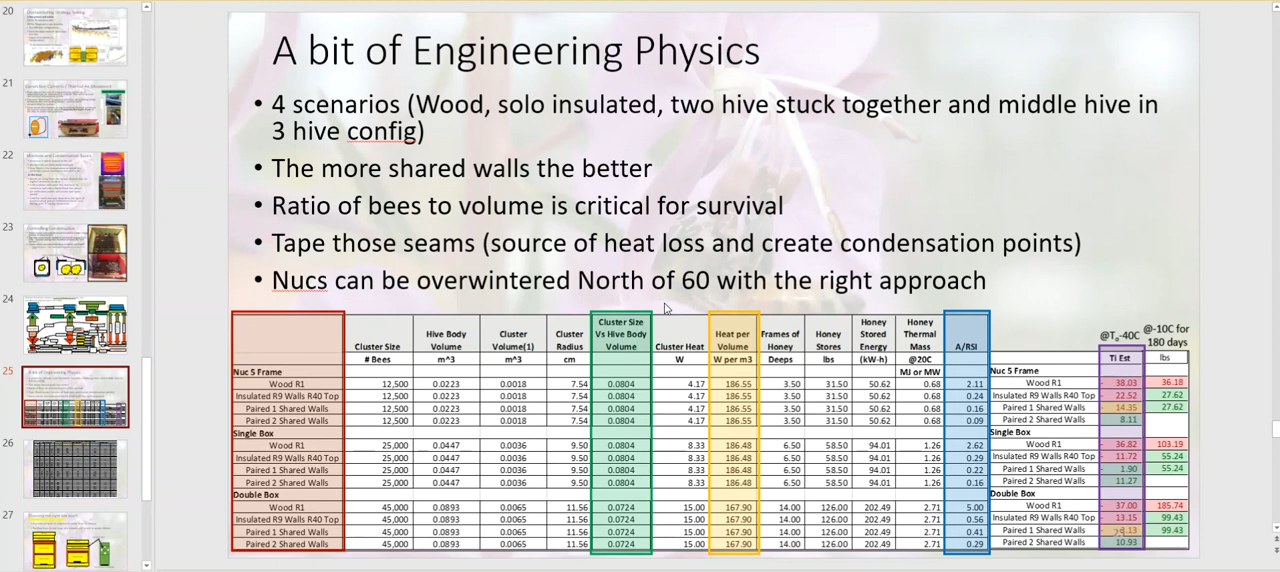 A bit of Engineering Physics
• 4 scenarios (Wood, solo insulated, two hive stuck together and middle hive in
3 hive config)
• The more shared walls the better
• Ratio of bees to volume is critical for survival
• Tape those seams (source of heat loss and create condensation points)
• Nucs can be overwintered North of 60 with the right approach
Cluster Size Hive Body Volume Cluster Volume(1) Cluster Radius Cluster Size Vs Hive Body Volume Cluster Heat Heat per Volume Frames of Honey Honey Stores Honey Stored Energy Honey Thermal Mass A/RSI @To-40C @-10C for 180 days
# Bees m^3 m^3 cm W W per m3 Deeps lbs (kW-h) @20C Ti Est lbs
Nuc 5 Frame MJ or MW Nuc 5 Frame
Wood R1 12,500 0.0223 0.0018 7.54 0.0804 4.17 186.55 3.50 31.50 50.62 0.68 2.11 Wood R1 - 38.03 36.18
Insulated R9 Walls R40 Top 12,500 0.0223 0.0018 7.54 0.0804 4.17 186.55 3.50 31.50 50.62 0.68 0.24 Insulated R9 Walls R40 Top - 22.52 27.62
Paired 1 Shared Walls 12,500 0.0223 0.0018 7.54 0.0804 4.17 186.55 3.50 31.50 50.62 0.68 0.16 Paired 1 Shared Walls - 14.35 27.62
Paired 2 Shared Walls 12,500 0.0223 0.0018 7.54 0.0804 4.17 186.55 3.50 31.50 50.62 0.68 0.09 Paired 2 Shared Walls 8.11
Single Box Single Box
Wood R1 25,000 0.0447 0.0036 9.50 0.0804 8.33 186.48 6.50 58.50 94.01 1.26 2.62 Wood R1 - 36.82 103.19
Insulated R9 Walls R40 Top 25,000 0.0447 0.0036 9.50 0.0804 8.33 186.48 6.50 58.50 94.01 1.26 0.29 Insulated R9 Walls R40 Top - 11.72 55.24
Paired 1 Shared Walls 25,000 0.0447 0.0036 9.50 0.0804 8.33 186.48 6.50 58.50 94.01 1.26 0.22 Paired 1 Shared Walls - 1.90 55.24
Paired 2 Shared Walls 25,000 0.0447 0.0036 9.50 0.0804 8.33 186.48 6.50 58.50 94.01 1.26 0.16 Paired 2 Shared Walls 11.27
Double Box Double Box
Wood R1 45,000 0.0893 0.0065 11.56 0.0724 15.00 167.90 14.00 126.00 202.49 2.71 5.00 Wood R1 - 37.00 185.74
Insulated R9 Walls R40 Top 45,000 0.0893 0.0065 11.56 0.0724 15.00 167.90 14.00 126.00 202.49 2.71 0.56 Insulated R9 Walls R40 Top - 13.15 99.43
Paired 1 Shared Walls 45,000 0.0893 0.0065 11.56 0.0724 15.00 167.90 14.00 126.00 202.49 2.71 0.41 Paired 1 Shared Walls 99.43
Paired 2 Shared Walls 45,000 0.0893 0.0065 11.56 0.0724 15.00 167.90 14.00 126.00 202.49 2.71 0.29 Paired 2 Shared Walls 10.93
20
21
22
23
24
25
26
27